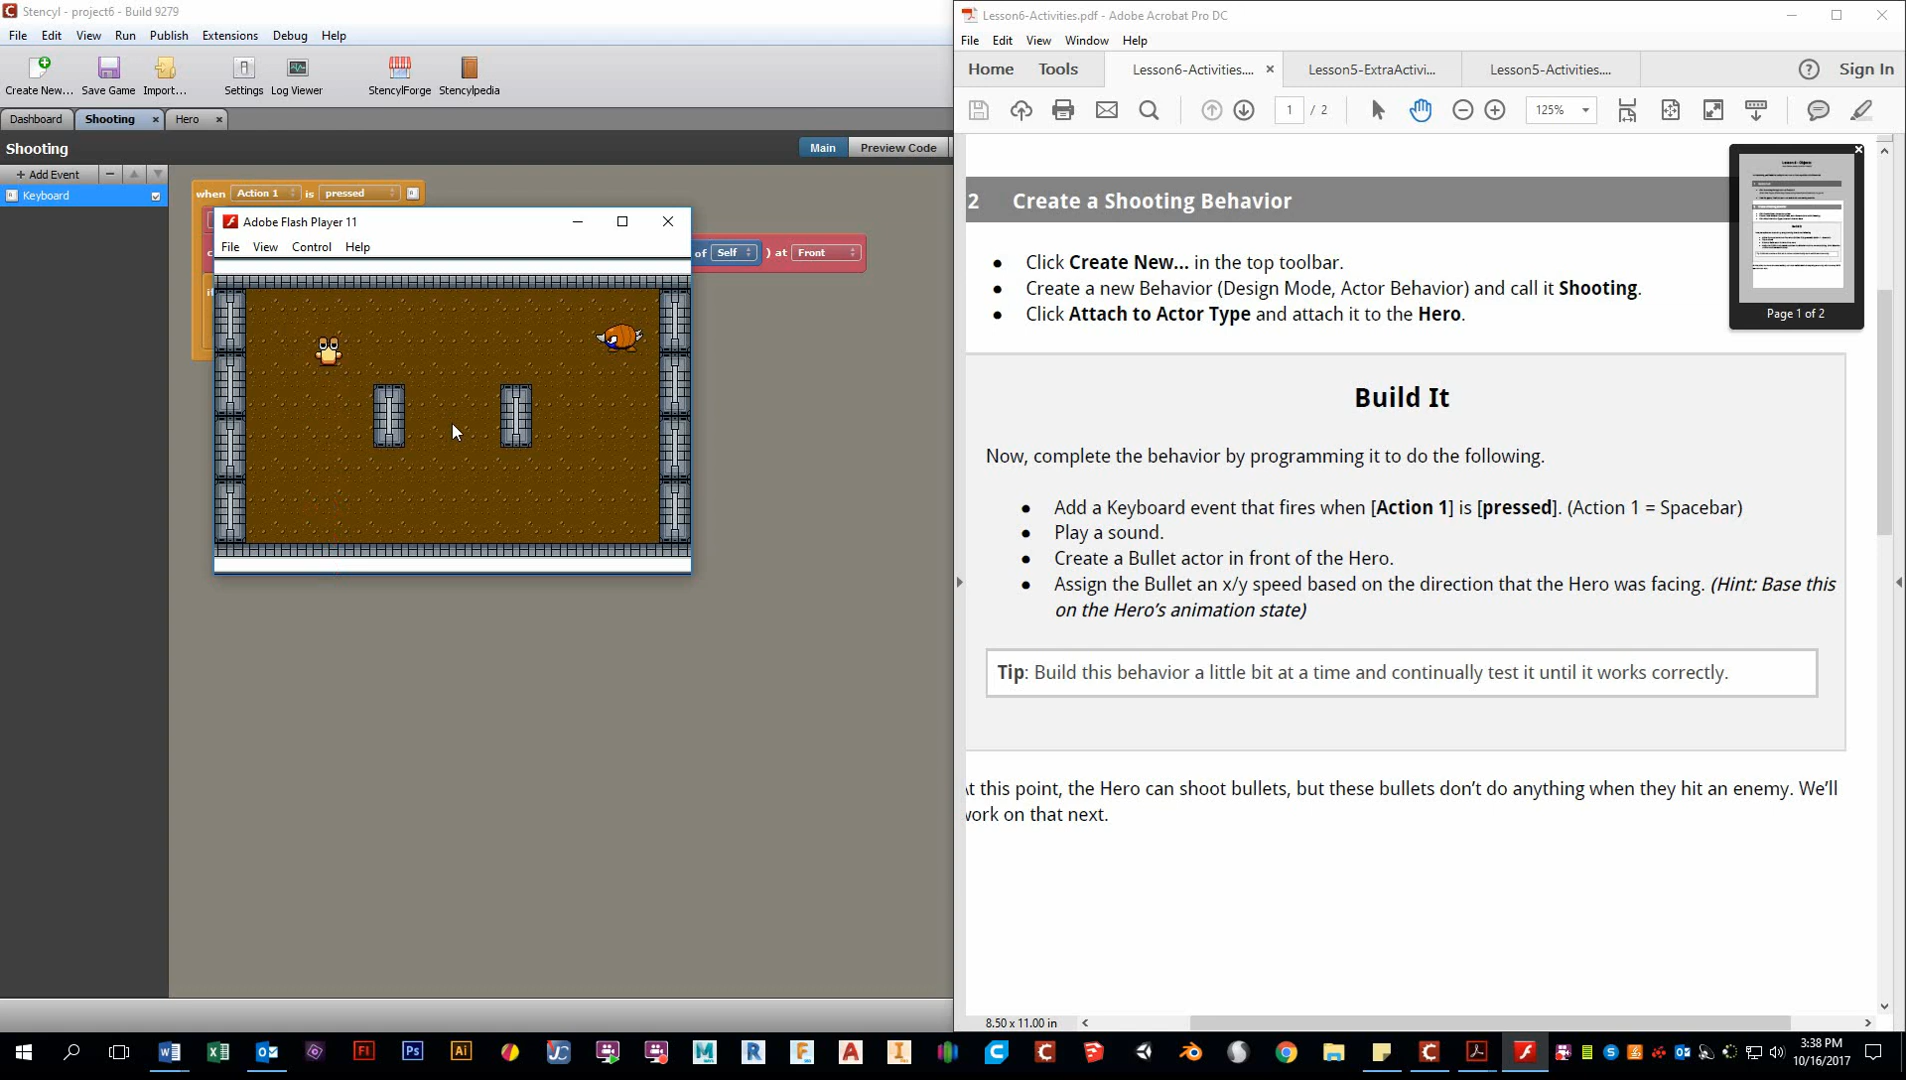 Stencyl - project6 - Build 9279
File Edit View Run Publish Extensions Debug Help
Create New... Save Game Import... Settings Log Viewer StencylForge Stencylpedia
Dashboard Shooting Hero
Shooting Main Preview Code
+ Add Event
Keyboard
when Action 1 is pressed
of Self ) at Front
Adobe Flash Player 11
File View Control Help
Lesson6-Activities.pdf - Adobe Acrobat Pro DC
File Edit View Window Help
Home Tools Lesson6-Activities.... Lesson5-ExtraActivi... Lesson5-Activities.... Sign In
1 / 2 125%
2 Create a Shooting Behavior
● Click Create New... in the top toolbar.
● Create a new Behavior (Design Mode, Actor Behavior) and call it Shooting.
● Click Attach to Actor Type and attach it to the Hero.
Page 1 of 2
Build It
Now, complete the behavior by programming it to do the following.
● Add a Keyboard event that fires when [Action 1] is [pressed]. (Action 1 = Spacebar)
● Play a sound.
● Create a Bullet actor in front of the Hero.
● Assign the Bullet an x/y speed based on the direction that the Hero was facing. (Hint: Base this
on the Hero's animation state)
Tip: Build this behavior a little bit at a time and continually test it until it works correctly.
At this point, the Hero can shoot bullets, but these bullets don't do anything when they hit an enemy. We'll
work on that next.
8.50 x 11.00 in
3:38 PM
10/16/2017